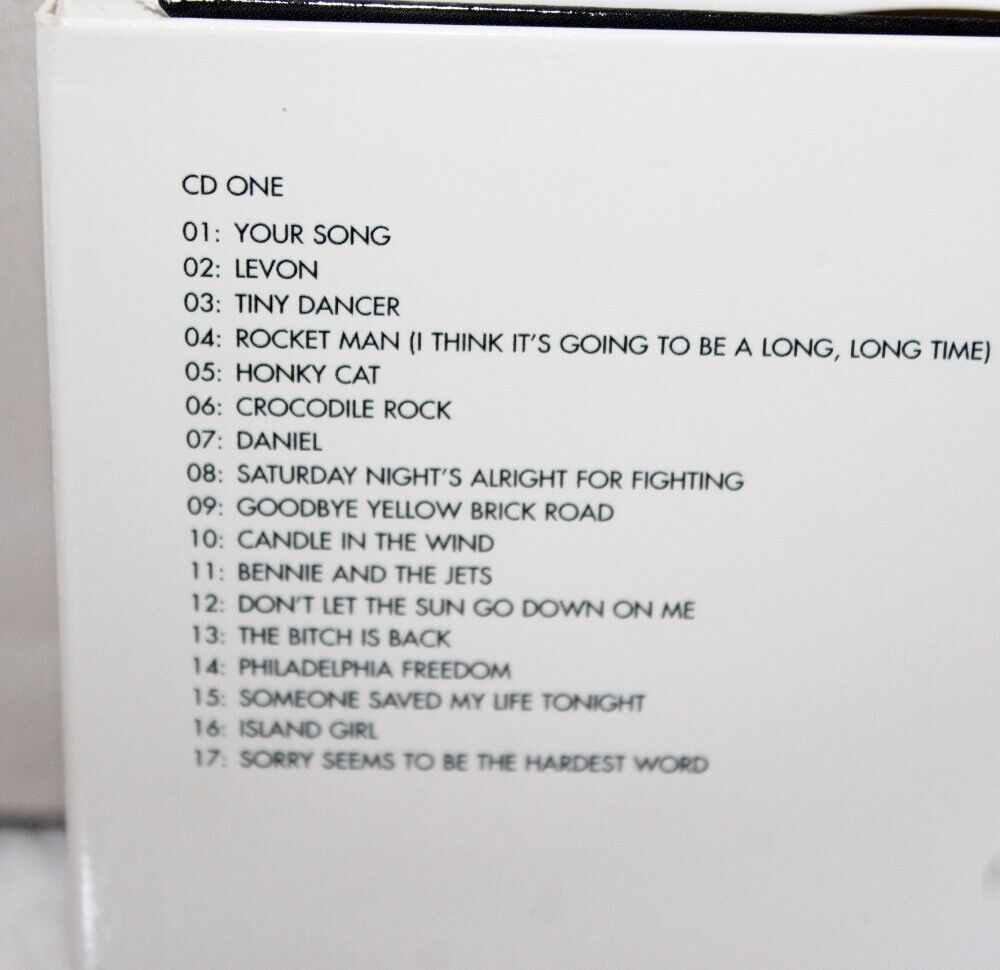 CD ONE
01: YOUR SONG
02: LEVON
03: TINY DANCER
04: ROCKET MAN (I THINK IT'S GOING TO BE A LONG, LONG TIME)
05: HONKY CAT
06: CROCODILE ROCK
07: DANIEL
08: SATURDAY NIGHT'S ALRIGHT FOR FIGHTING
09: GOODBYE YELLOW BRICK ROAD
10: CANDLE IN THE WIND
11: BENNIE AND THE JETS
12: DON'T LET THE SUN GO DOWN ON ME
13: THE BITCH IS BACK
14: PHILADELPHIA FREEDOM
15: SOMEONE SAVED MY LIFE TONIGHT
16: ISLAND GIRL
17: SORRY SEEMS TO BE THE HARDEST WORD